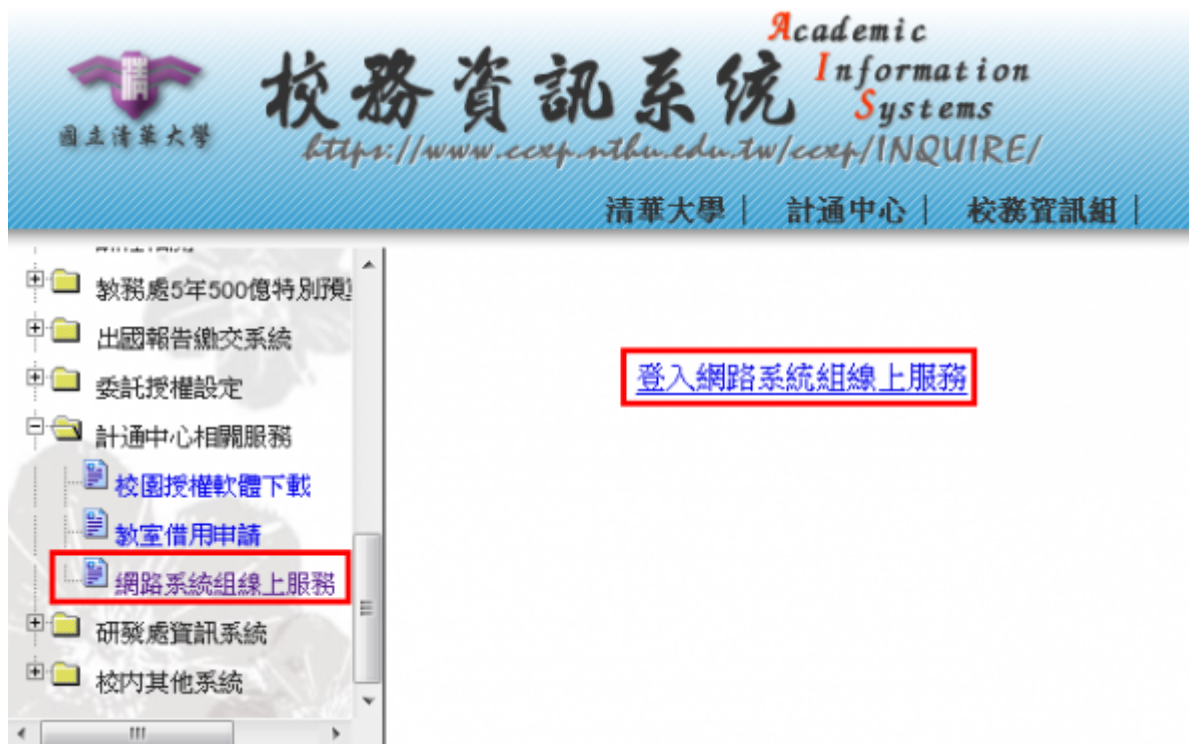 Academic
Information
Systems
校務資訊系統
國立清華大學
https://www.ccxp.nthu.edu.tw/ccxp/INQUIRE/
清華大學｜ 計通中心｜ 校務資訊組｜
教務處5年500億特別預
出國報告繳交系統
委託授權設定
計通中心相關服務
校園授權軟體下載
教室借用申請
網路系統組線上服務
研發處資訊系統
校内其他系統
登入網路系統組線上服務